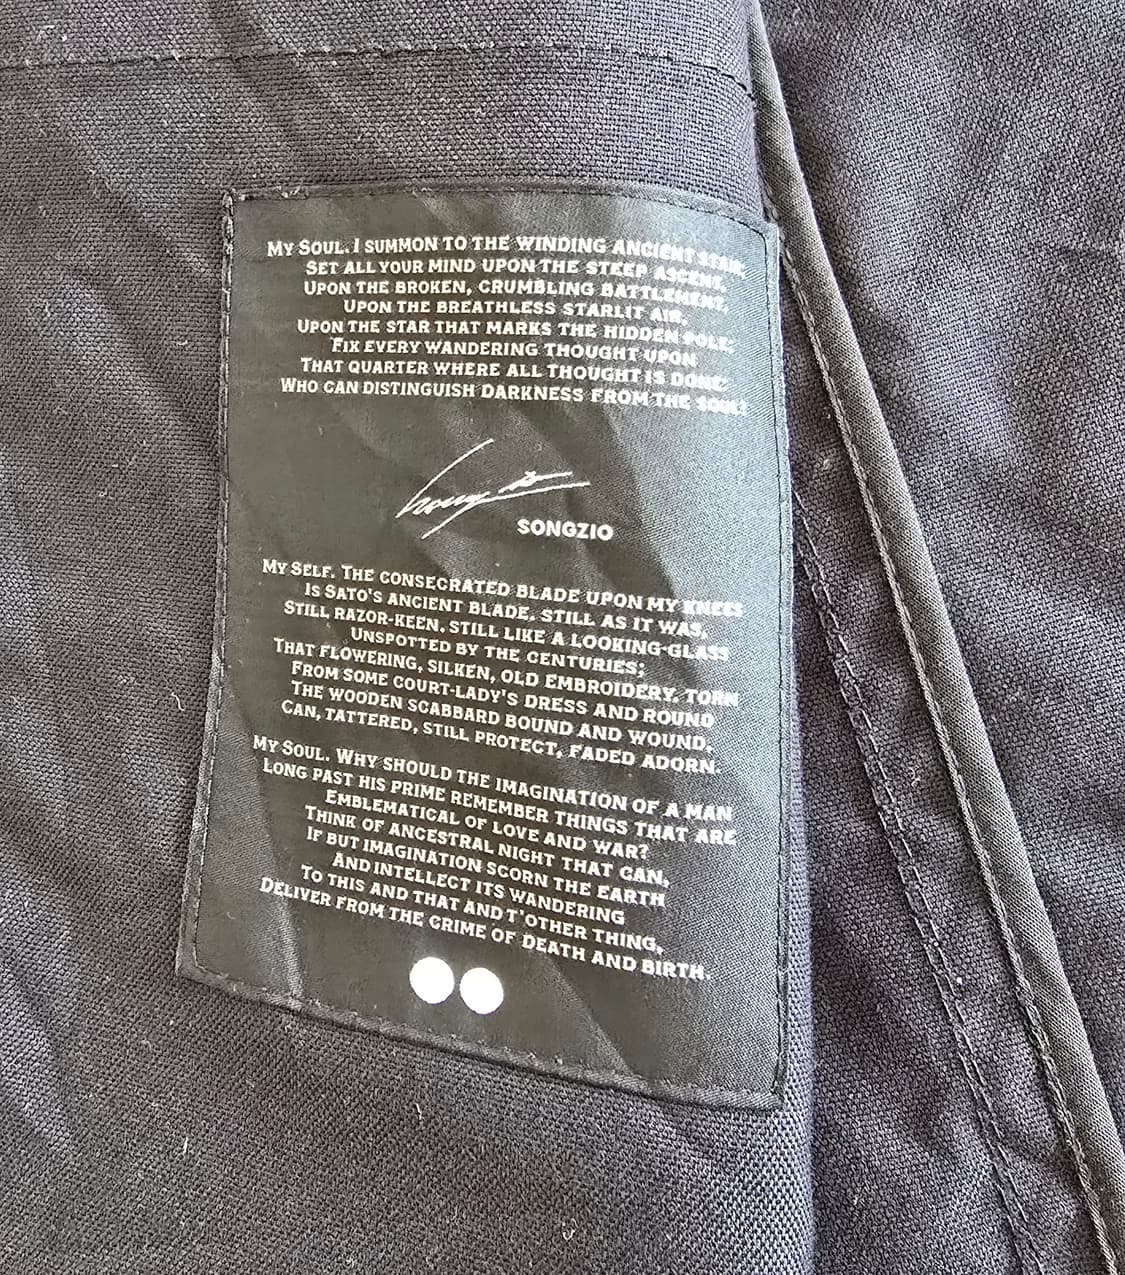 MY SOUL. I SUMMON TO THE WINDING ANCIENT STAIR;
SET ALL YOUR MIND UPON THE STEEP ASCENT,
UPON THE BROKEN, CRUMBLING BATTLEMENT,
UPON THE BREATHLESS STARLIT AIR,
UPON THE STAR THAT MARKS THE HIDDEN POLE;
FIX EVERY WANDERING THOUGHT UPON
THAT QUARTER WHERE ALL THOUGHT IS DONE:
WHO CAN DISTINGUISH DARKNESS FROM THE SOUL?
SONGZIO
MY SELF. THE CONSECRATED BLADE UPON MY KNEES
IS SATO'S ANCIENT BLADE, STILL AS IT WAS,
STILL RAZOR-KEEN, STILL LIKE A LOOKING-GLASS
UNSPOTTED BY THE CENTURIES;
THAT FLOWERING, SILKEN, OLD EMBROIDERY, TORN
FROM SOME COURT-LADY'S DRESS AND ROUND
THE WOODEN SCABBARD BOUND AND WOUND,
CAN, TATTERED, STILL PROTECT, FADED ADORN.
MY SOUL. WHY SHOULD THE IMAGINATION OF A MAN
LONG PAST HIS PRIME REMEMBER THINGS THAT ARE
EMBLEMATICAL OF LOVE AND WAR?
THINK OF ANCESTRAL NIGHT THAT CAN,
IF BUT IMAGINATION SCORN THE EARTH
AND INTELLECT ITS WANDERING
TO THIS AND THAT AND T'OTHER THING,
DELIVER FROM THE CRIME OF DEATH AND BIRTH.